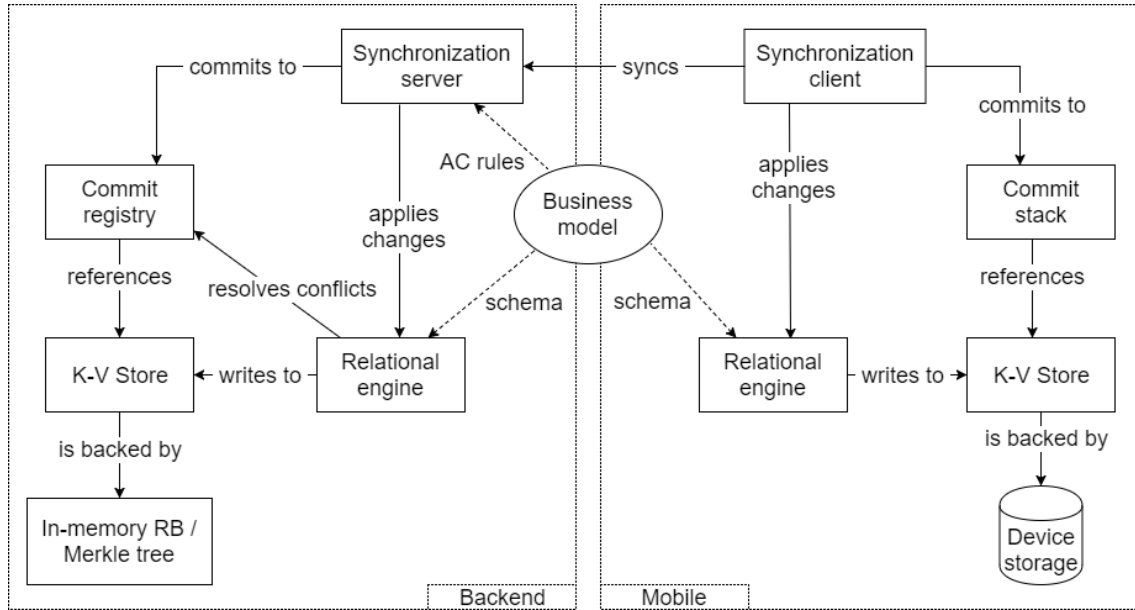 Synchronization
server
commits to
syncs
Synchronization
client
commits to
AC rules
applies
changes
Commit
registry
applies
changes
Business
model
Commit
stack
references
resolves conflicts
schema
schema
references
K-V Store
writes to
Relational
engine
Relational
engine
writes to
K-V Store
is backed by
is backed by
In-memory RB /
Merkle tree
Device
storage
Backend
Mobile